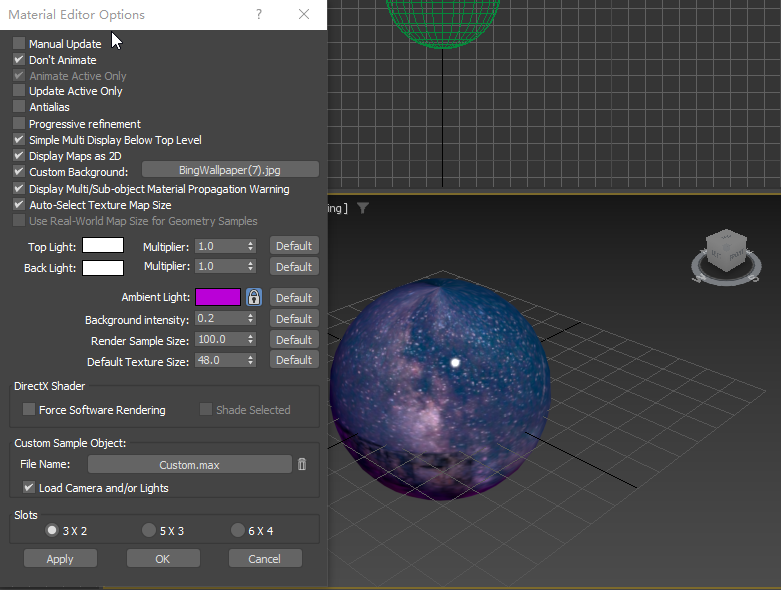 Material Editor Options ?
Manual Update
Don't Animate
Animate Active Only
Update Active Only
Antialias
Progressive refinement
Simple Multi Display Below Top Level
Display Maps as 2D
Custom Background: BingWallpaper(7).jpg
Display Multi/Sub-object Material Propagation Warning
Auto-Select Texture Map Size
Use Real-World Map Size for Geometry Samples
ing ]
Top Light: Multiplier: 1.0 Default
Back Light: Multiplier: 1.0 Default
Ambient Light: Default
Background intensity: 0.2 Default
Render Sample Size: 100.0 Default
Default Texture Size: 48.0 Default
DirectX Shader
Force Software Rendering Shade Selected
Custom Sample Object:
File Name: Custom.max
Load Camera and/or Lights
Slots
3 X 2 5 X 3 6 X 4
Apply OK Cancel